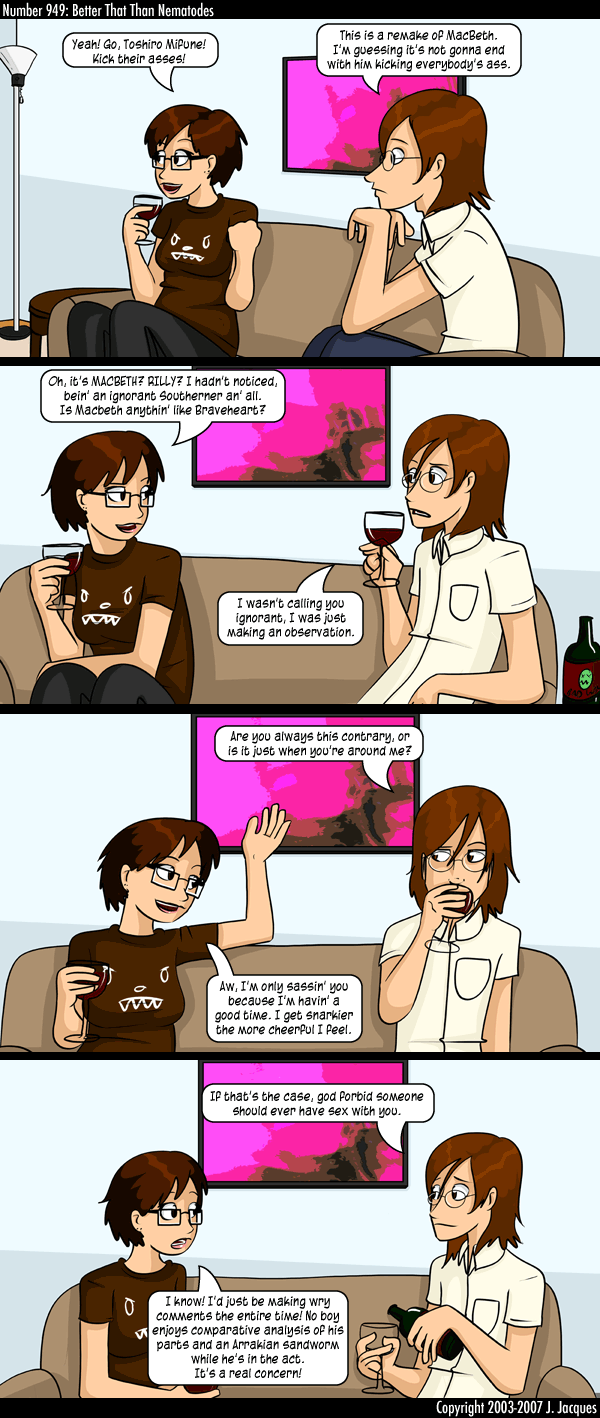 Number 949: Better That Than Nematodes
Yeah! Go, Toshiro Mifune!
Kick their asses!
This is a remake of MacBeth.
I'm guessing it's not gonna end
with him kicking everybody's ass.
Oh, it's MACBETH? RILLY? I hadn't noticed,
bein' an ignorant Southerner an' all.
Is Macbeth anythin' like Braveheart?
I wasn't calling you
ignorant, I was just
making an observation.
Are you always this contrary, or
is it just when you're around me?
Aw, I'm only sassin' you
because I'm havin' a
good time. I get snarkier
the more cheerful I feel.
If that's the case, god forbid someone
should ever have sex with you.
I know! I'd just be making wry
comments the entire time! No boy
enjoys comparative analysis of his
parts and an Arrakian sandworm
while he's in the act.
It's a real concern!
Copyright 2003-2007 J. Jacques